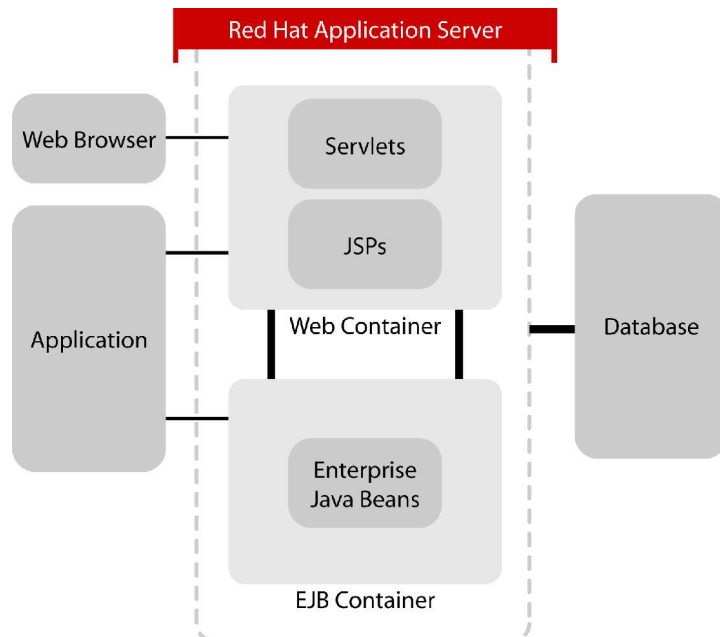 Red Hat Application Server
Web Browser
Servlets
JSPs
Web Container
Application
Database
Enterprise
Java Beans
EJB Container